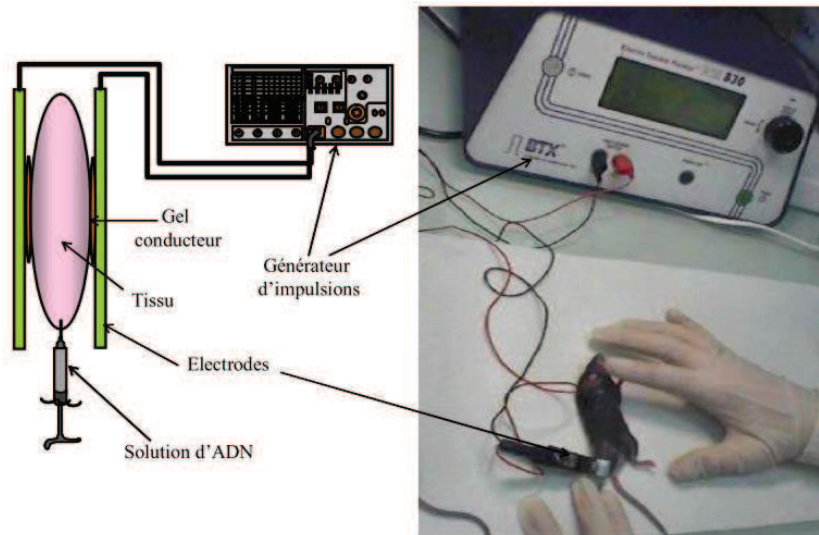 Gel
conducteur
Tissu
Générateur
d’impulsions
Electrodes
Solution d’ADN
830
BTX